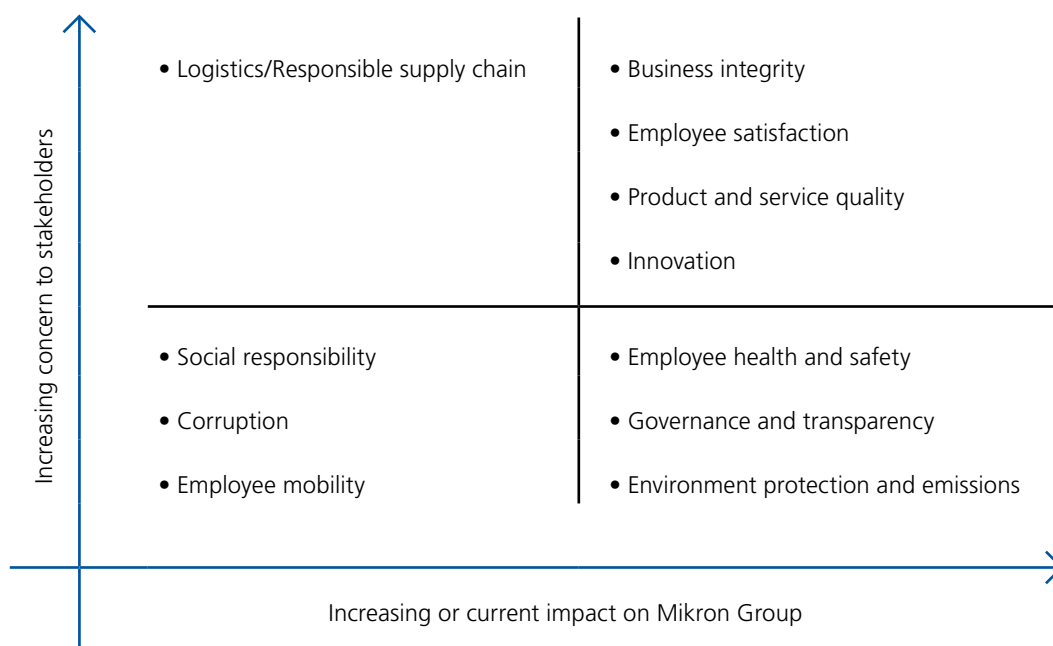 Increasing concern to stakeholders
• Logistics/Responsible supply chain
• Business integrity
• Employee satisfaction
• Product and service quality
• Innovation
• Social responsibility
• Corruption
• Employee mobility
• Employee health and safety
• Governance and transparency
• Environment protection and emissions
Increasing or current impact on Mikron Group